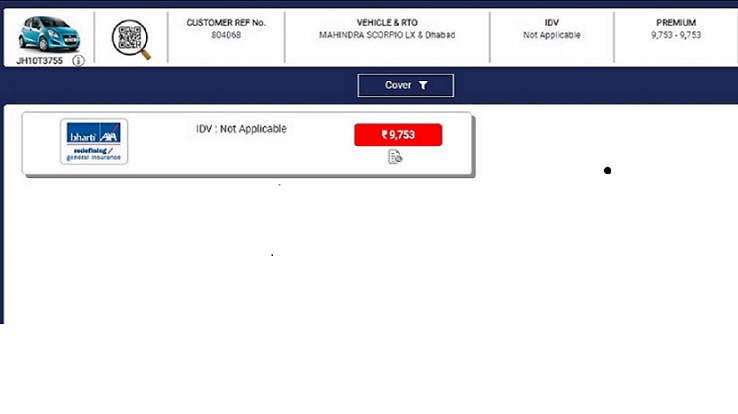 CUSTOMER REF No.
VEHICLE & RTO
IDV
PREMIUM
804068
MAHINDRA SCORPIO LX & Dhabad
Not Applicable
9,753 - 9,753
JH10T3755
Cover
bharti AXA
redefining /
general insurance
IDV : Not Applicable
₹ 9,753